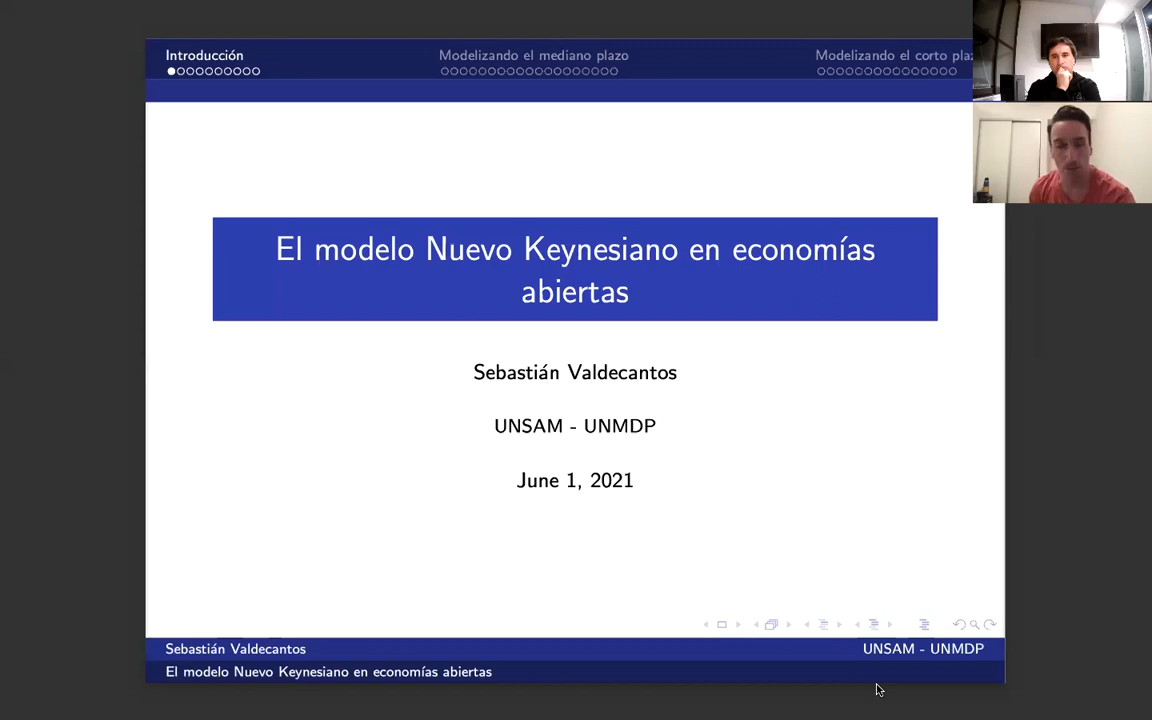 Introducción
Modelizando el mediano plazo
Modelizando el corto plaz
El modelo Nuevo Keynesiano en economías
abiertas
Sebastián Valdecantos
UNSAM - UNMDP
June 1, 2021
Sebastián Valdecantos
UNSAM - UNMDP
El modelo Nuevo Keynesiano en economías abiertas